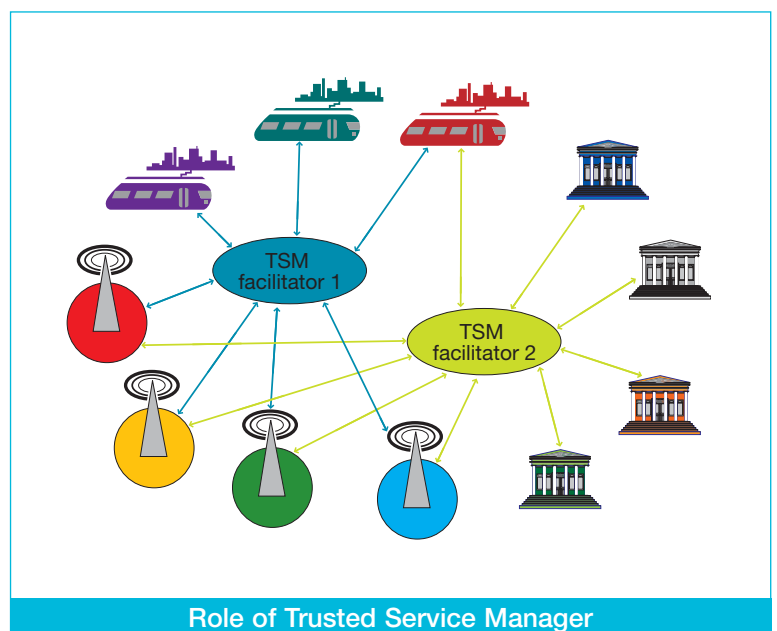 TSM
facilitator 1
TSM
facilitator 2
Role of Trusted Service Manager